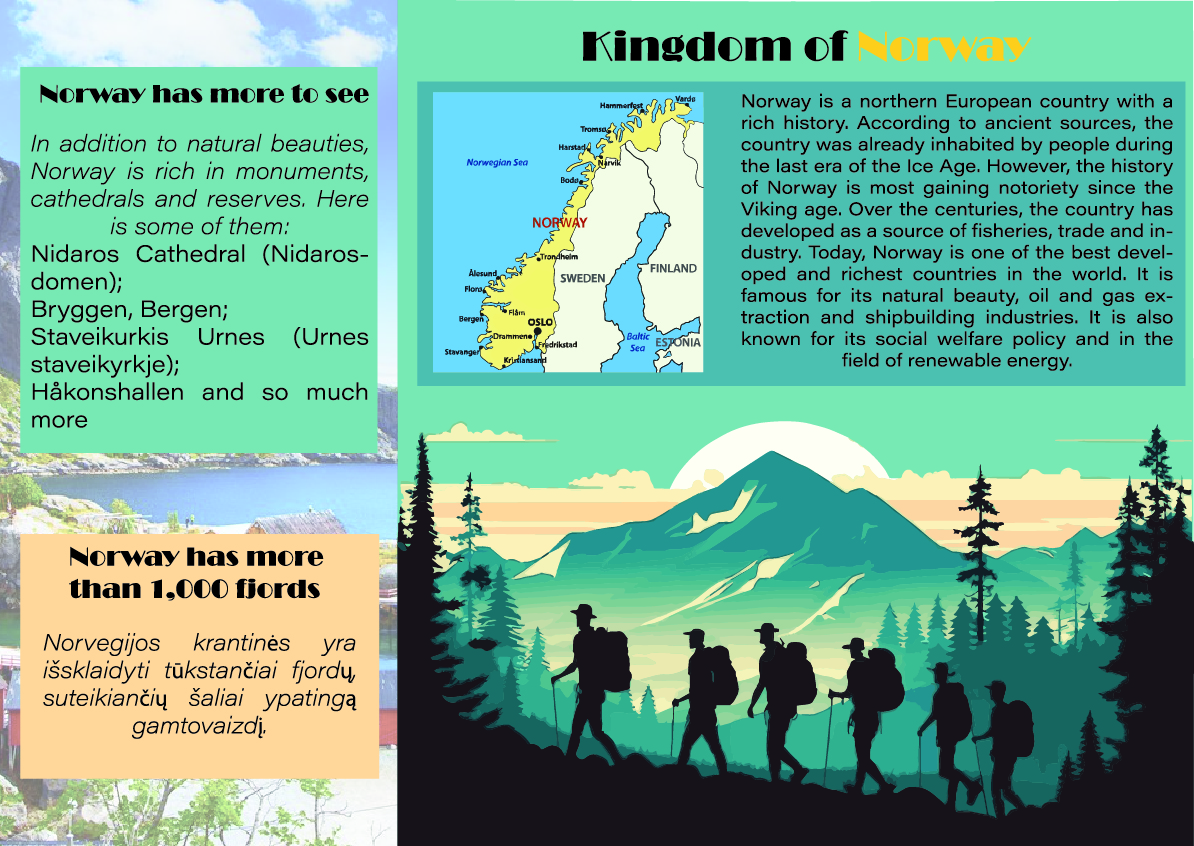 Norway has more to see
In addition to natural beauties,
Norway is rich in monuments,
cathedrals and reserves. Here
is some of them:
Nidaros Cathedral (Nidaros-
domen);
Bryggen, Bergen;
Staveikurkis Urnes (Urnes
staveikyrkje);
Håkonshallen and so much
more
Norway has more
than 1,000 fjords
Norvegijos krantinės yra
išsklaidyti tūkstančiai fjordų,
suteikiančių šaliai ypatingą
gamtovaizdį.
Kingdom of Norway
Vardø
Hammerfest
Tromsø
Harstad
Narvik
Norwegian Sea
Bodø
NORWAY
Trondheim
Ålesund
SWEDEN
FINLAND
Florø
Flåm
Bergen
OSLO
Drammen
Fredrikstad
Baltic
Sea
ESTONIA
Stavanger
Kristiansand
Norway is a northern European country with a
rich history. According to ancient sources, the
country was already inhabited by people during
the last era of the Ice Age. However, the history
of Norway is most gaining notoriety since the
Viking age. Over the centuries, the country has
developed as a source of fisheries, trade and in-
dustry. Today, Norway is one of the best devel-
oped and richest countries in the world. It is
famous for its natural beauty, oil and gas ex-
traction and shipbuilding industries. It is also
known for its social welfare policy and in the
field of renewable energy.